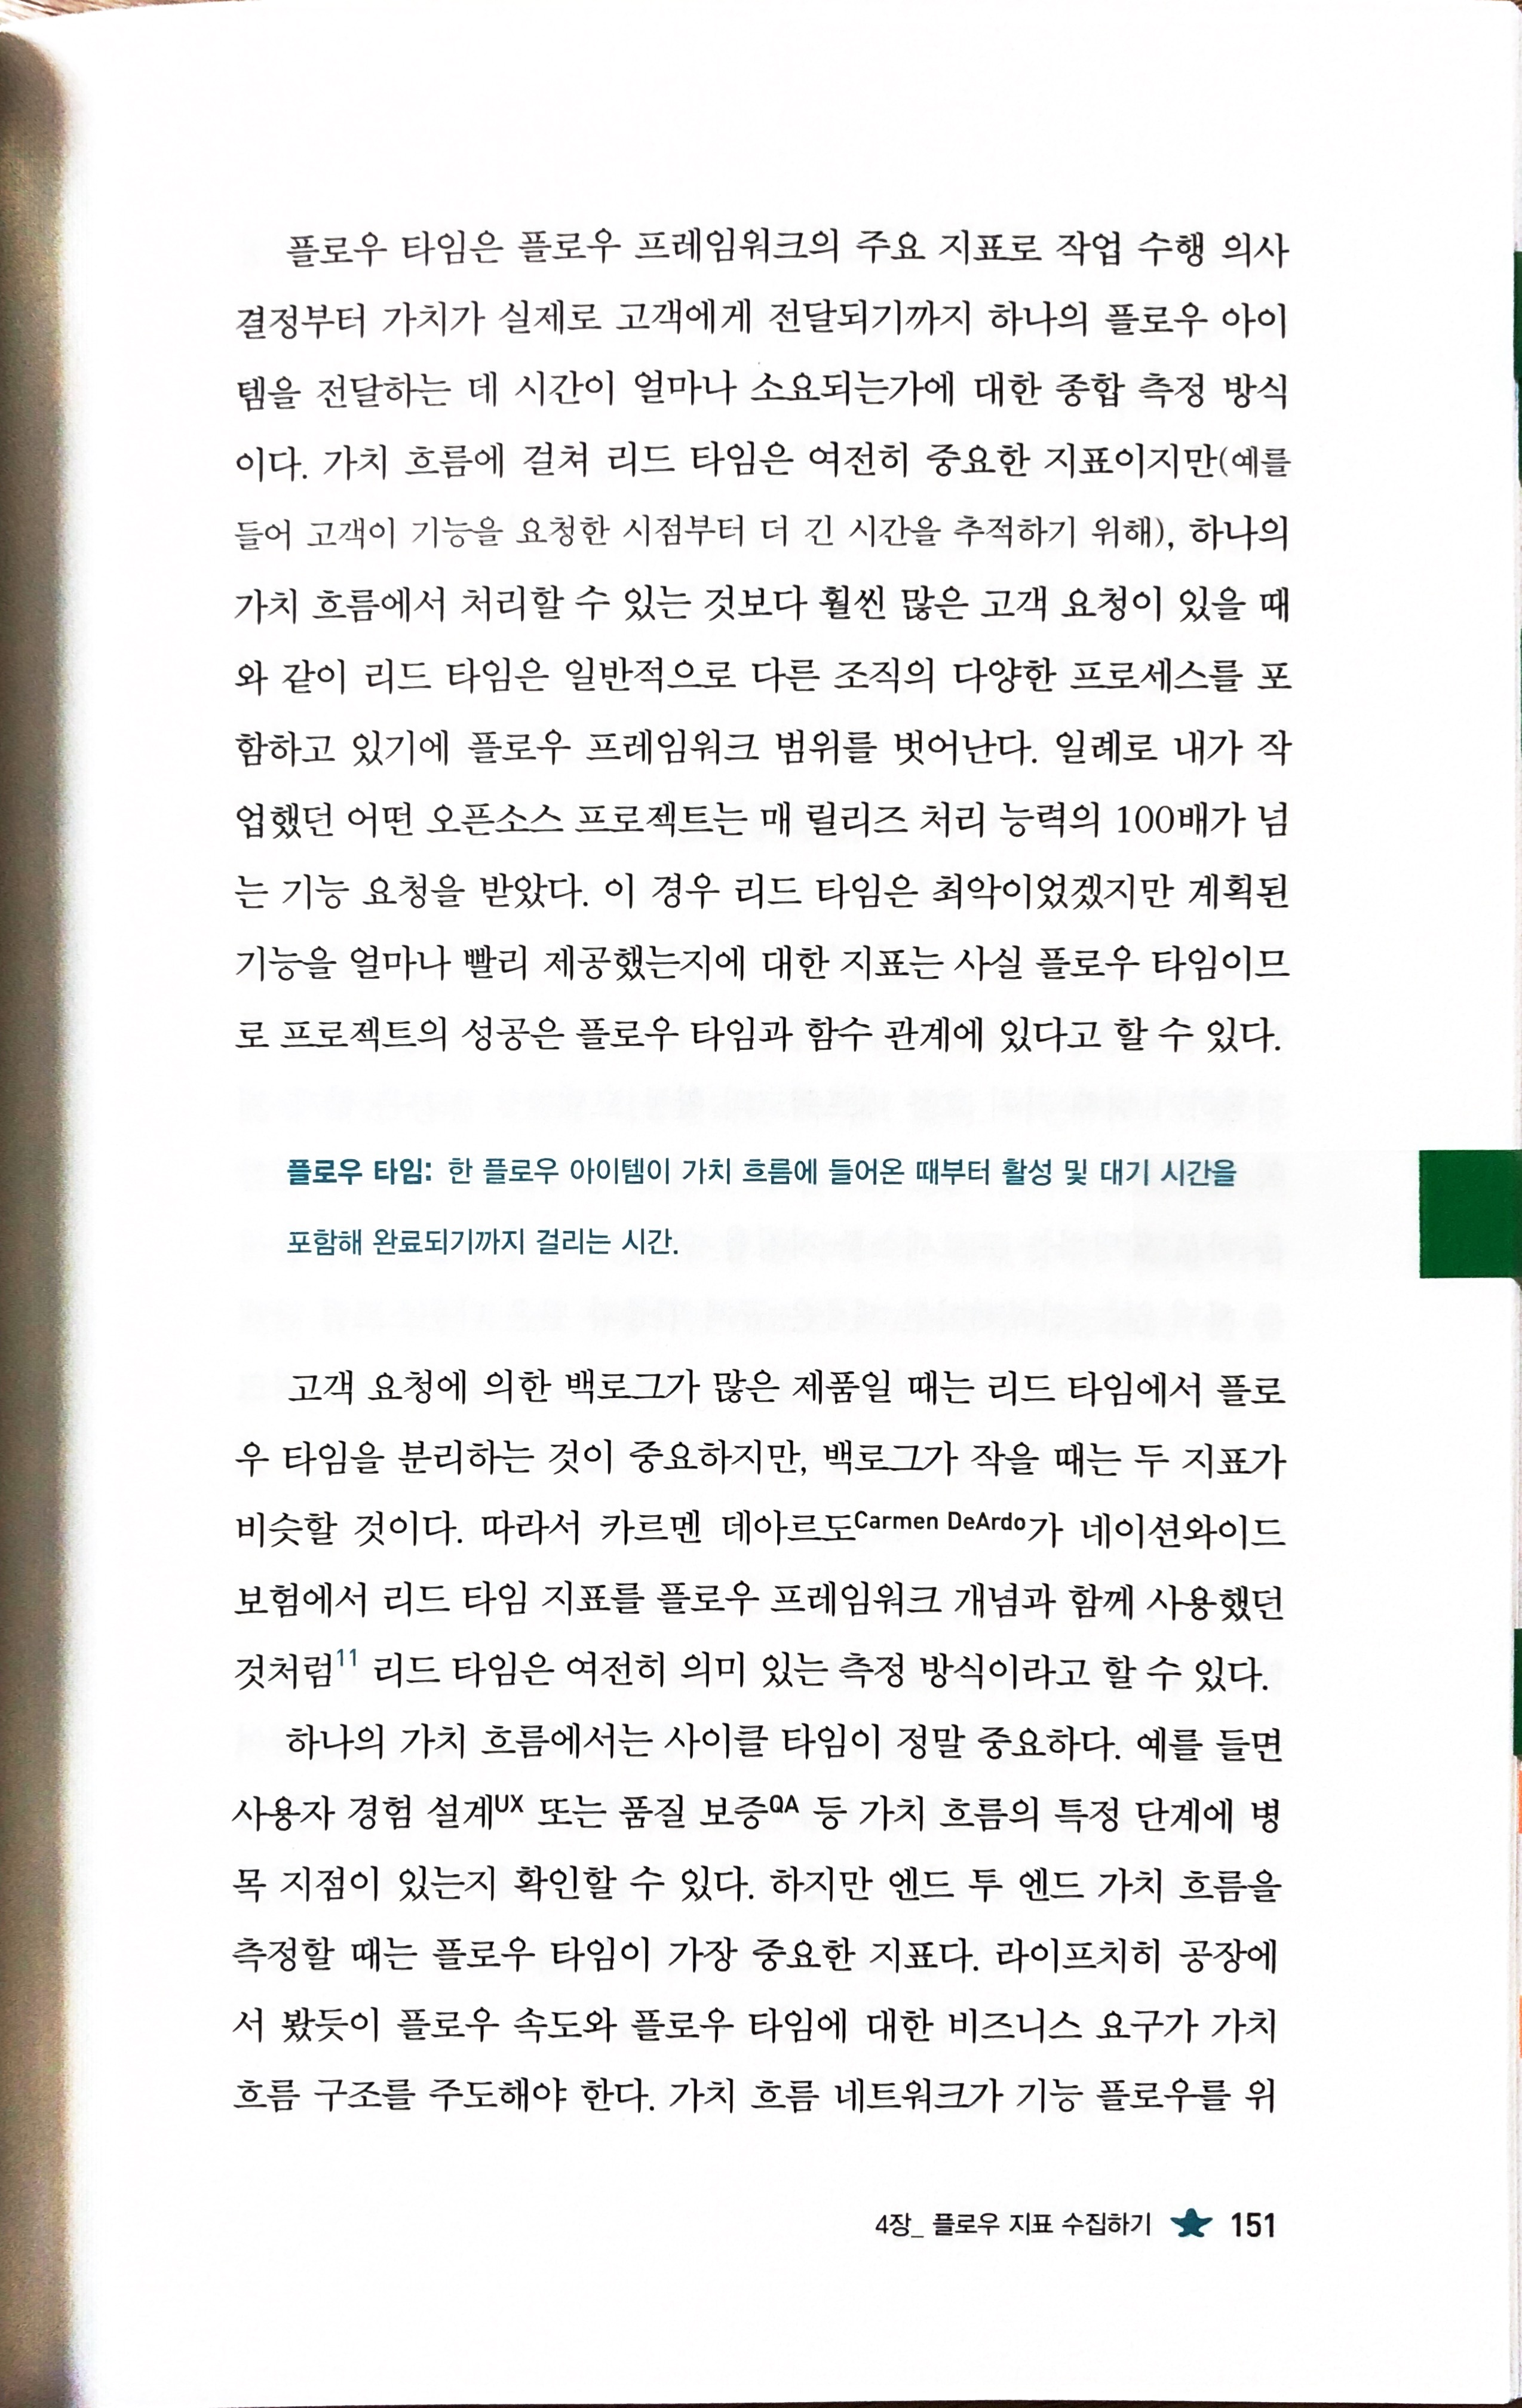 플로우 타임은 플로우 프레임워크의 주요 지표로 작업 수행 의사
결정부터 가치가 실제로 고객에게 전달되기까지 하나의 플로우 아이
템을 전달하는 데 시간이 얼마나 소요되는가에 대한 종합 측정 방식
이다. 가치 흐름에 걸쳐 리드 타임은 여전히 중요한 지표이지만(예를
들어 고객이 기능을 요청한 시점부터 더 긴 시간을 추적하기 위해), 하나의
가치 흐름에서 처리할 수 있는 것보다 훨씬 많은 고객 요청이 있을 때
와 같이 리드 타임은 일반적으로 다른 조직의 다양한 프로세스를 포
함하고 있기에 플로우 프레임워크 범위를 벗어난다. 일례로 내가 작
업했던 어떤 오픈소스 프로젝트는 매 릴리즈 처리 능력의 100배가 넘
는 기능 요청을 받았다. 이 경우 리드 타임은 최악이었겠지만 계획된
기능을 얼마나 빨리 제공했는지에 대한 지표는 사실 플로우 타임이므
로 프로젝트의 성공은 플로우 타임과 함수 관계에 있다고 할 수 있다.
플로우 타임: 한 플로우 아이템이 가치 흐름에 들어온 때부터 활성 및 대기 시간을
포함해 완료되기까지 걸리는 시간.
고객 요청에 의한 백로그가 많은 제품일 때는 리드 타임에서 플로
우 타임을 분리하는 것이 중요하지만, 백로그가 작을 때는 두 지표가
비슷할 것이다. 따라서 카르멘 데아르도Carmen DeArdo가 네이션와이드
보험에서 리드 타임 지표를 플로우 프레임워크 개념과 함께 사용했던
것처럼11 리드 타임은 여전히 의미 있는 측정 방식이라고 할 수 있다.
하나의 가치 흐름에서는 사이클 타임이 정말 중요하다. 예를 들면
사용자 경험 설계UX 또는 품질 보증QA 등 가치 흐름의 특정 단계에 병
목 지점이 있는지 확인할 수 있다. 하지만 엔드 투 엔드 가치 흐름을
측정할 때는 플로우 타임이 가장 중요한 지표다. 라이프치히 공장에
서 봤듯이 플로우 속도와 플로우 타임에 대한 비즈니스 요구가 가치
흐름 구조를 주도해야 한다. 가치 흐름 네트워크가 기능 플로우를 위
4장_ 플로우 지표 수집하기 151